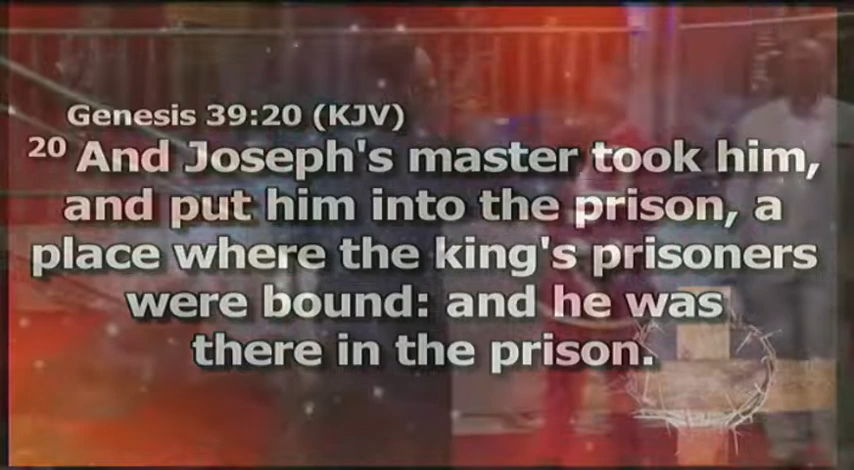 Genesis 39:20 (KJV)
20 And Joseph's master took him,
and put him into the prison, a
place where the king's prisoners
were bound: and he was
there in the prison.